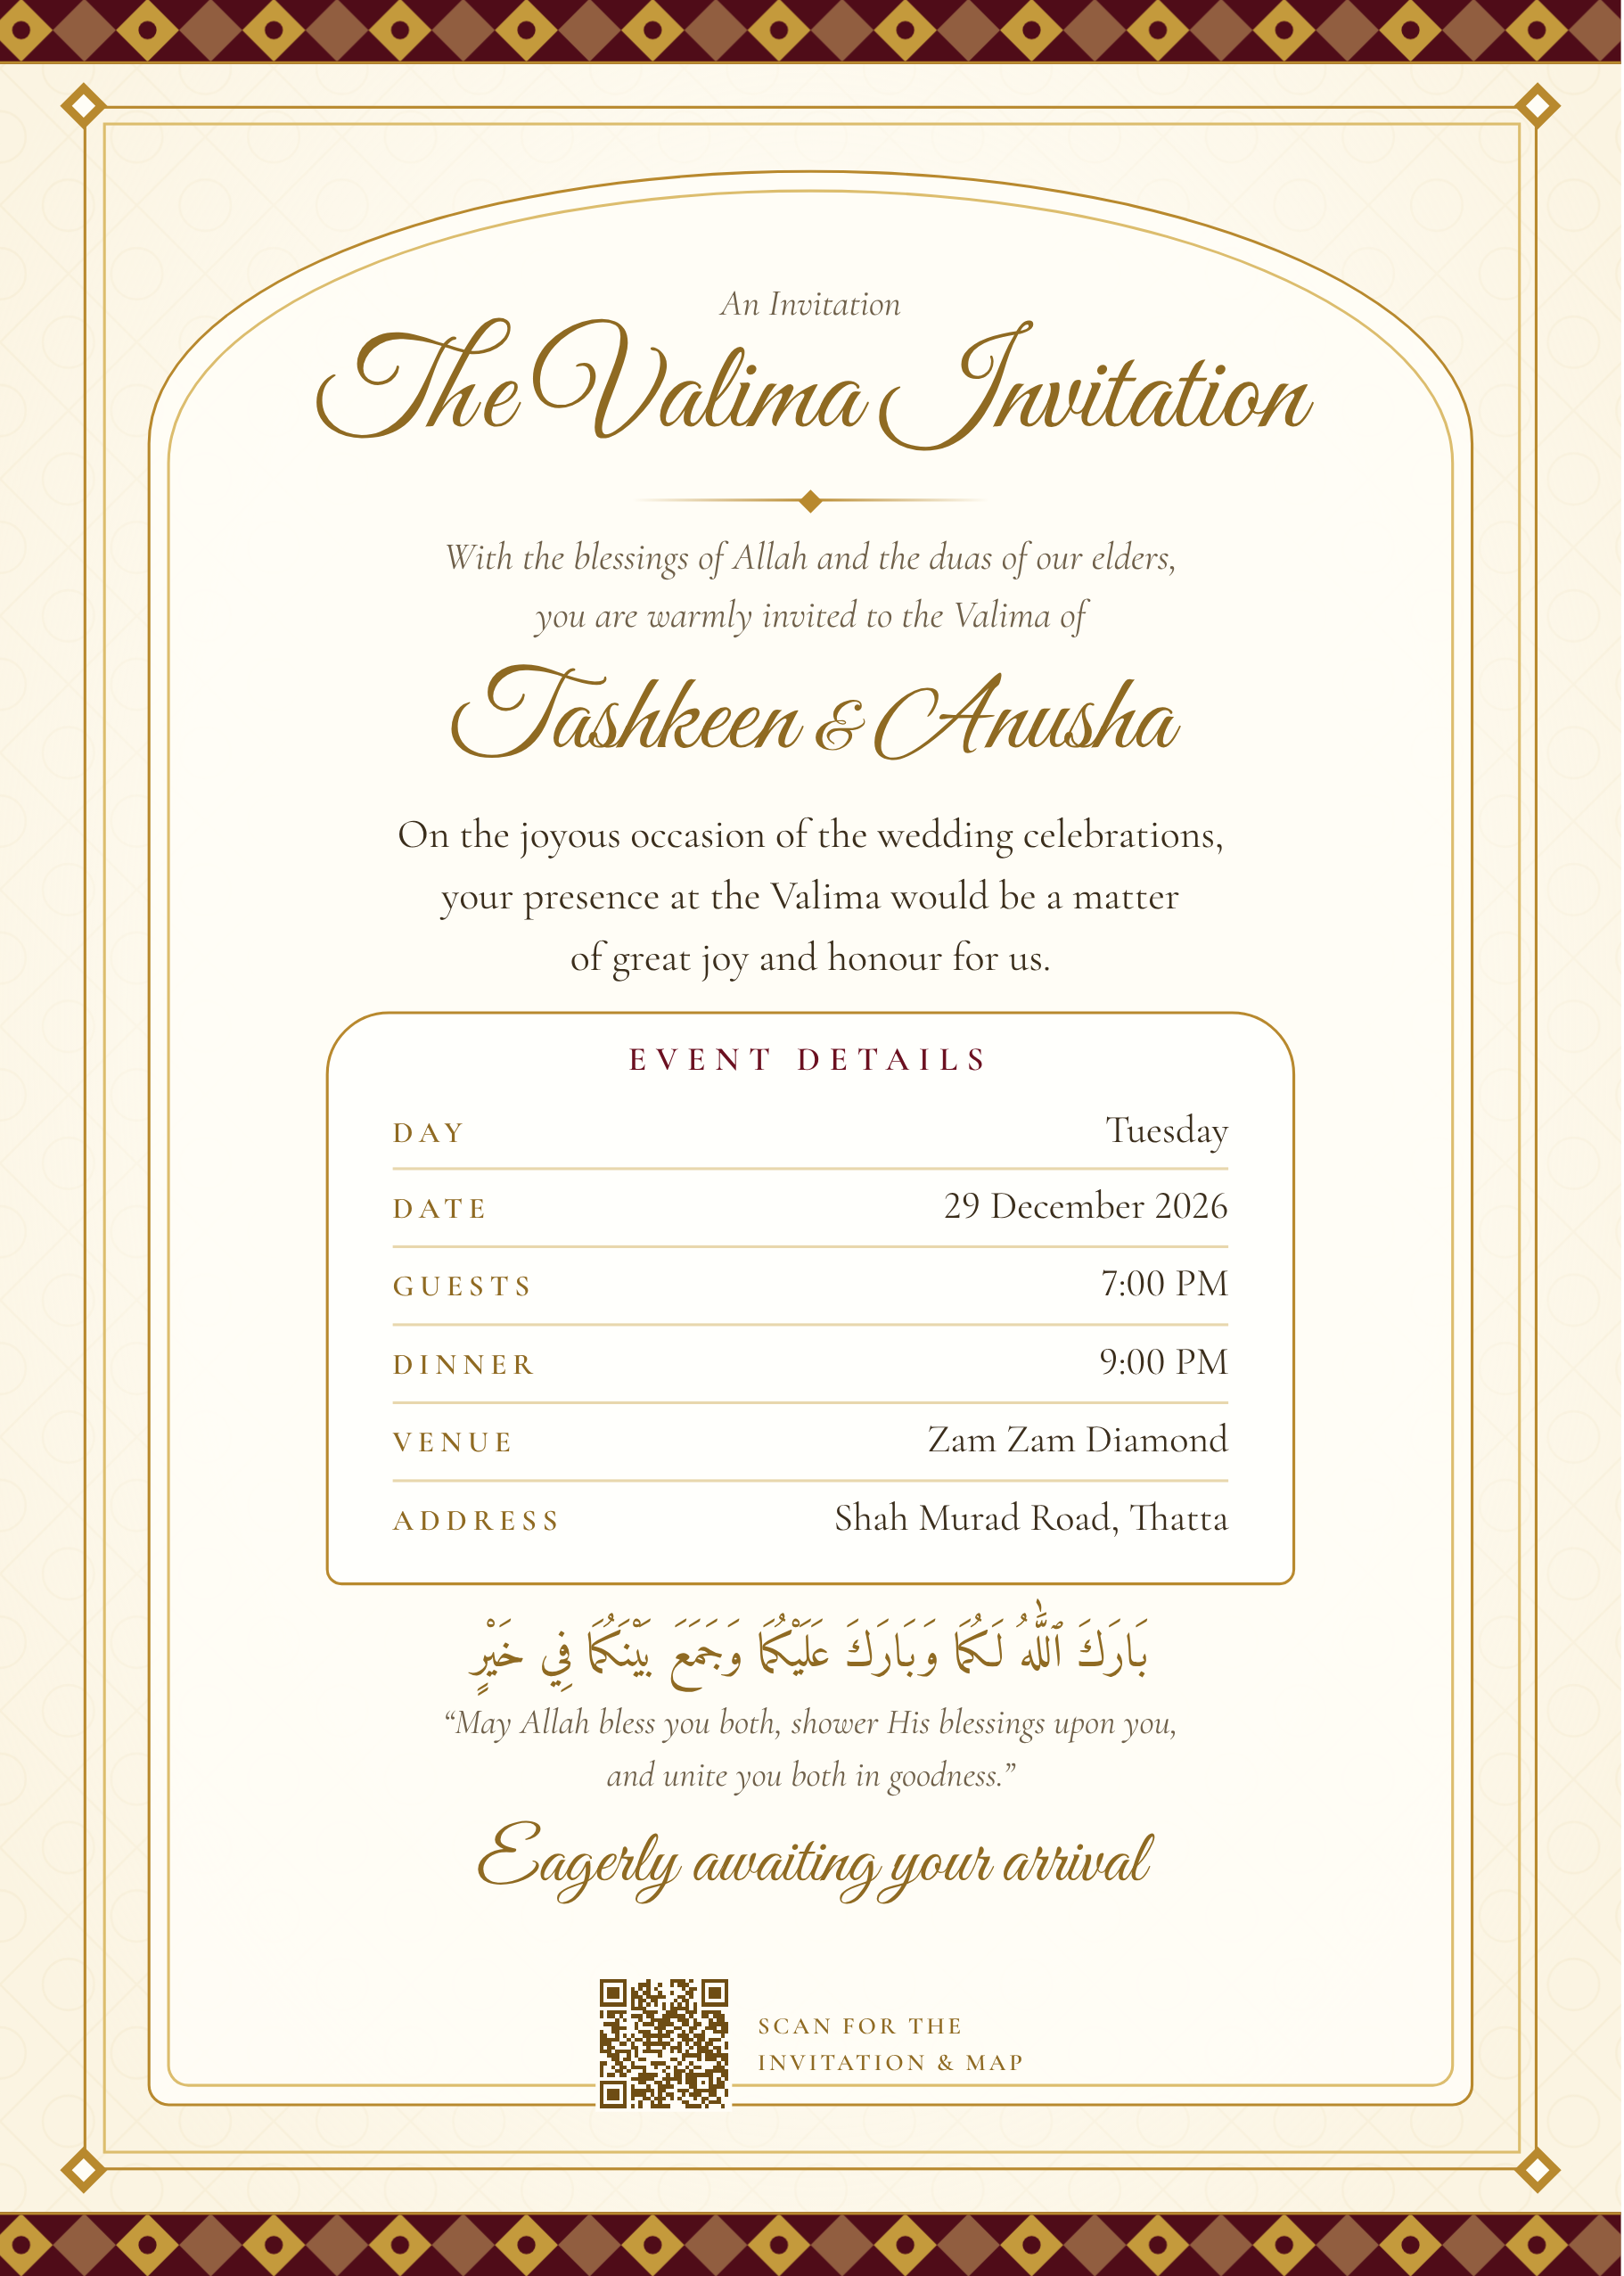 An Invitation
The Valima Invitation
With the blessings of Allah and the duas of our elders,
you are warmly invited to the Valima of
Tashkeen & Anusha
On the joyous occasion of the wedding celebrations,
your presence at the Valima would be a matter
of great joy and honour for us.
EVENT DETAILS
DAY Tuesday
DATE 29 December 2026
GUESTS 7:00 PM
DINNER 9:00 PM
VENUE Zam Zam Diamond
ADDRESS Shah Murad Road, Thatta
بَارَكَ ٱللَّٰهُ لَكُمَا وَبَارَكَ عَلَيْكُمَا وَجَمَعَ بَيْنَكُمَا فِي خَيْرٍ
“May Allah bless you both, shower His blessings upon you,
and unite you both in goodness.”
Eagerly awaiting your arrival
SCAN FOR THE
INVITATION & MAP